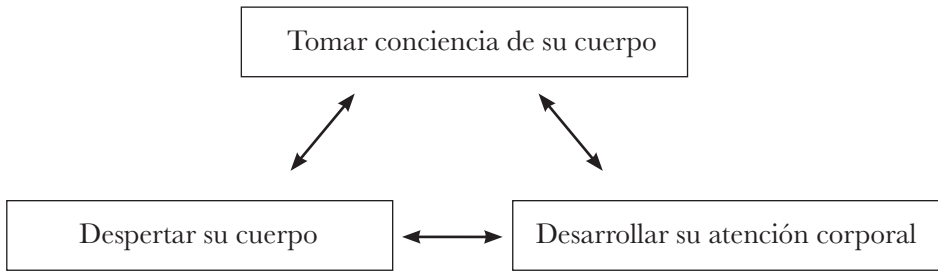 Tomar conciencia de su cuerpo
Despertar su cuerpo
Desarrollar su atención corporal